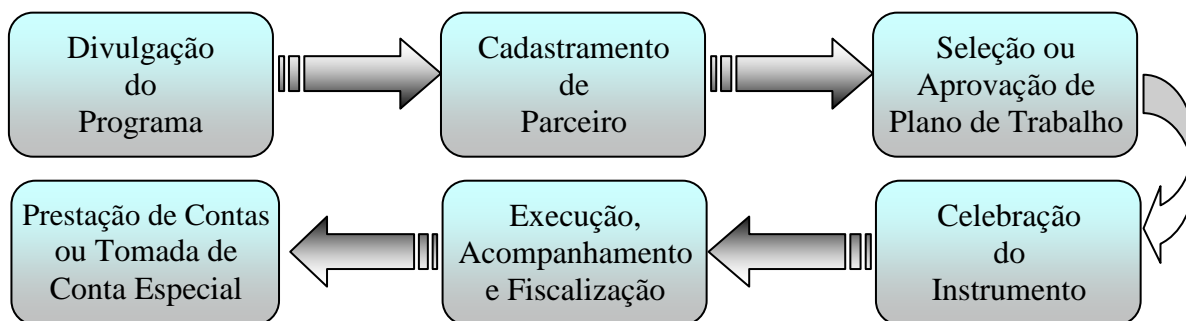 Divulgação
do
Programa
Cadastramento
de
Parceiro
Seleção ou
Aprovação de
Plano de Trabalho
Celebração
do
Instrumento
Execução,
Acompanhamento
e Fiscalização
Prestação de Contas
ou Tomada de
Conta Especial